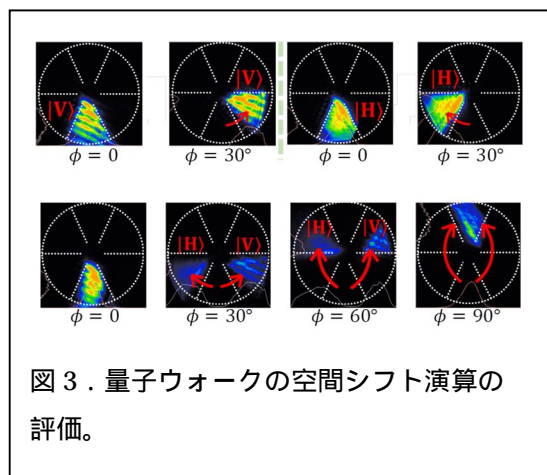 |V⟩ |V⟩ |H⟩ |H⟩
ϕ = 0 ϕ = 30° ϕ = 0 ϕ = 30°
|H⟩ |V⟩ |H⟩ |V⟩
ϕ = 0 ϕ = 30° ϕ = 60° ϕ = 90°
図 3．量子ウォークの空間シフト演算の
評価。